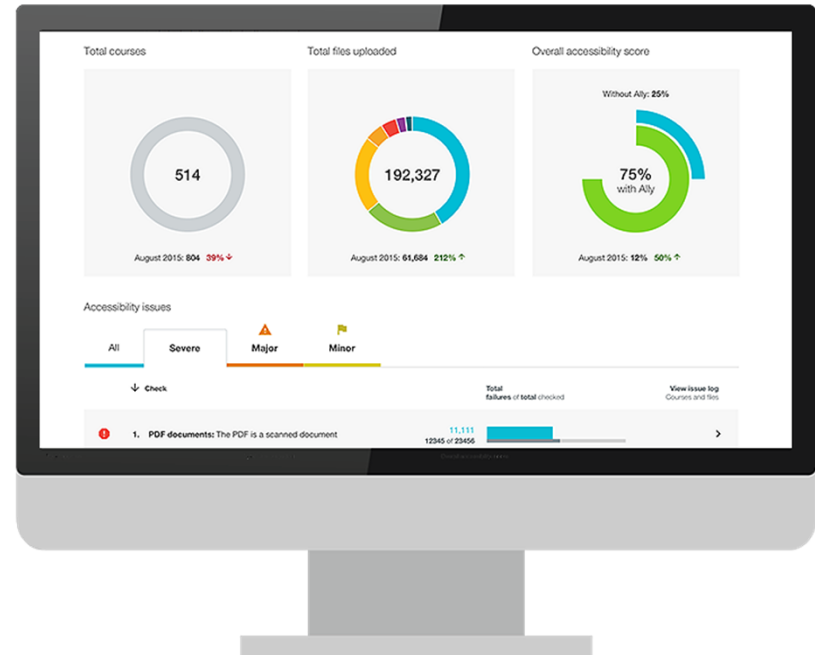 Total courses
Total files uploaded
Overall accessibility score
514
August 2015: 804 39%
192,327
August 2015: 61,684 212%
Without Ally: 25%
75%
with Ally
August 2015: 12% 50%
Accessibility issues
All
Severe
Major
Minor
Check
Total
failures of total checked
View issue log
Courses and files
1. PDF documents: The PDF is a scanned document
11,111
12345 of 23456